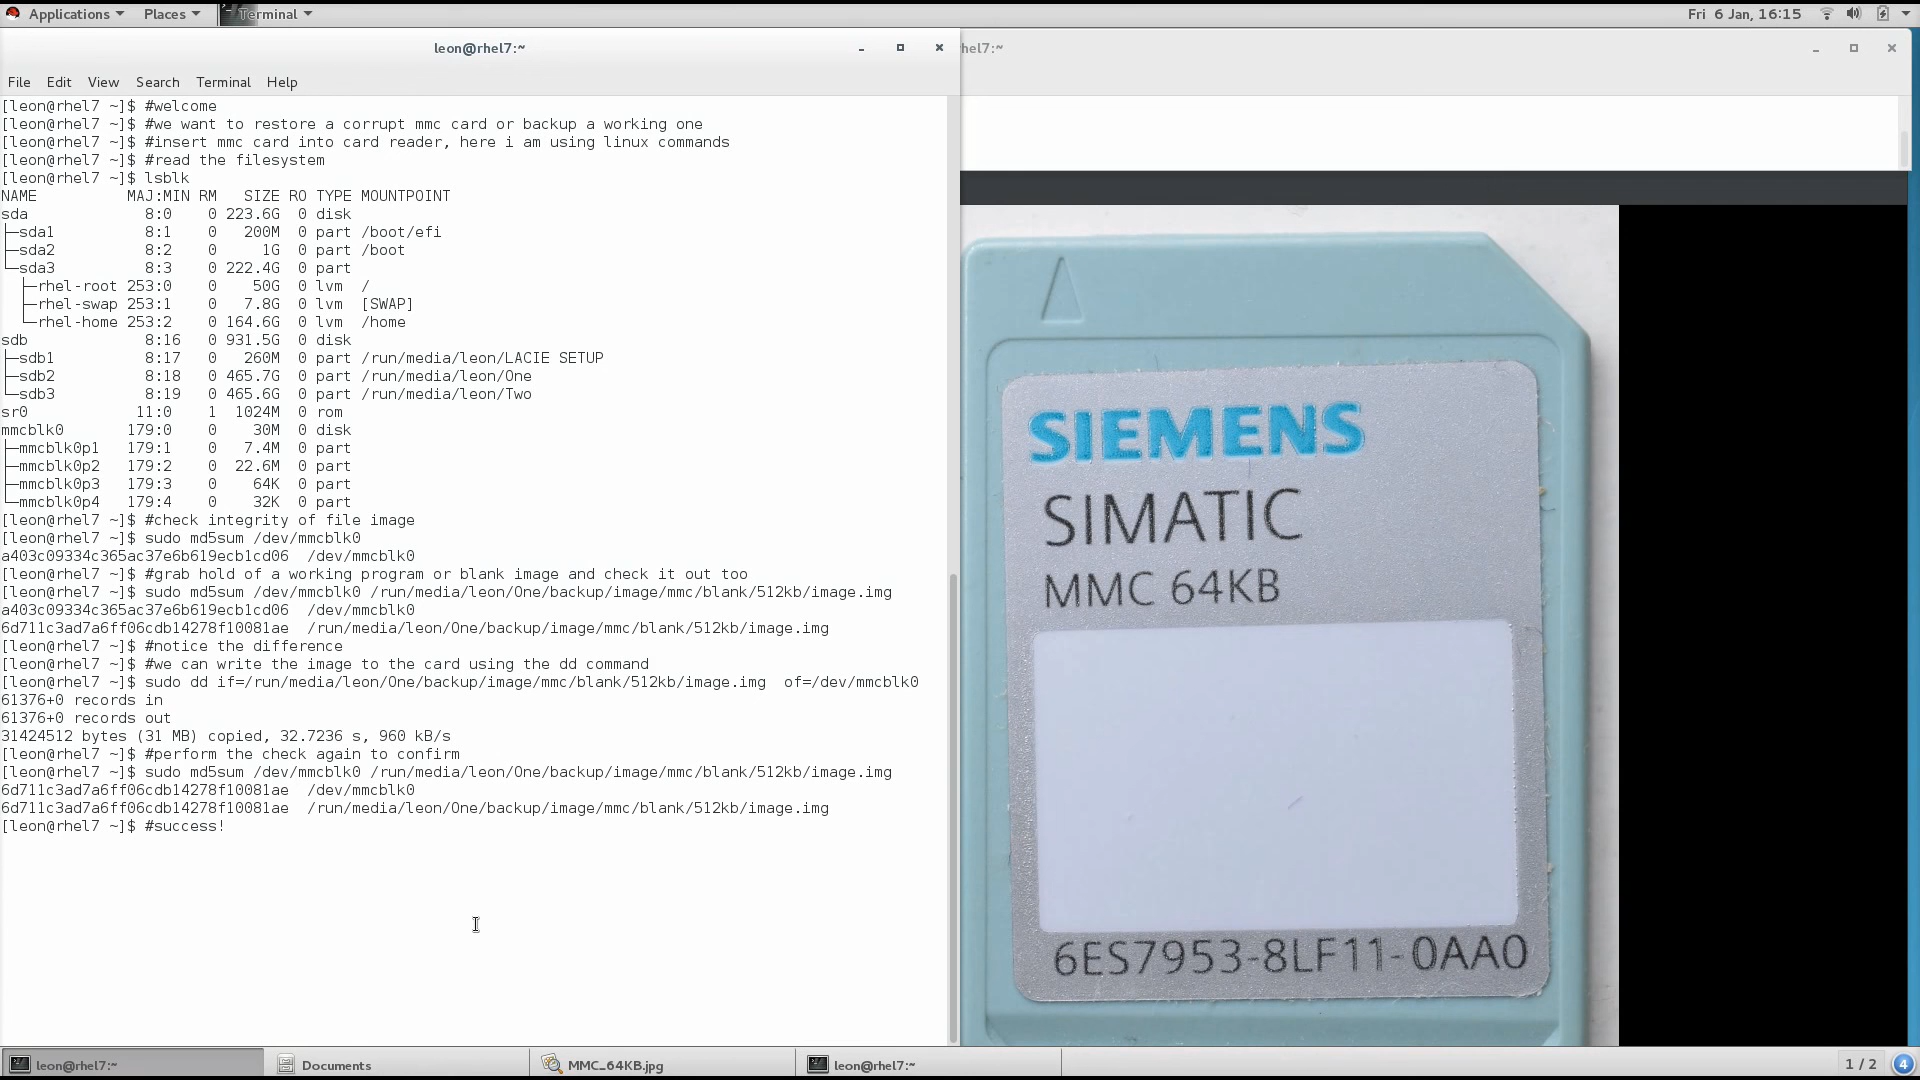 Applications Places Terminal Fri 6 Jan, 16:15
leon@rhel7:~
rhel7:~
File Edit View Search Terminal Help
[leon@rhel7 ~]$ #welcome
[leon@rhel7 ~]$ #we want to restore a corrupt mmc card or backup a working one
[leon@rhel7 ~]$ #insert mmc card into card reader, here i am using linux commands
[leon@rhel7 ~]$ #read the filesystem
[leon@rhel7 ~]$ lsblk
NAME MAJ:MIN RM SIZE RO TYPE MOUNTPOINT
sda 8:0 0 223.6G 0 disk
├─sda1 8:1 0 200M 0 part /boot/efi
├─sda2 8:2 0 1G 0 part /boot
└─sda3 8:3 0 222.4G 0 part
├─rhel-root 253:0 0 50G 0 lvm /
├─rhel-swap 253:1 0 7.8G 0 lvm [SWAP]
└─rhel-home 253:2 0 164.6G 0 lvm /home
sdb 8:16 0 931.5G 0 disk
├─sdb1 8:17 0 260M 0 part /run/media/leon/LACIE SETUP
├─sdb2 8:18 0 465.7G 0 part /run/media/leon/One
└─sdb3 8:19 0 465.6G 0 part /run/media/leon/Two
sr0 11:0 1 1024M 0 rom
mmcblk0 179:0 0 30M 0 disk
├─mmcblk0p1 179:1 0 7.4M 0 part
├─mmcblk0p2 179:2 0 22.6M 0 part
├─mmcblk0p3 179:3 0 64K 0 part
└─mmcblk0p4 179:4 0 32K 0 part
[leon@rhel7 ~]$ #check integrity of file image
[leon@rhel7 ~]$ sudo md5sum /dev/mmcblk0
a403c09334c365ac37e6b619ecb1cd06 /dev/mmcblk0
[leon@rhel7 ~]$ #grab hold of a working program or blank image and check it out too
[leon@rhel7 ~]$ sudo md5sum /dev/mmcblk0 /run/media/leon/One/backup/image/mmc/blank/512kb/image.img
a403c09334c365ac37e6b619ecb1cd06 /dev/mmcblk0
6d711c3ad7a6ff06cdb14278f10081ae /run/media/leon/One/backup/image/mmc/blank/512kb/image.img
[leon@rhel7 ~]$ #notice the difference
[leon@rhel7 ~]$ #we can write the image to the card using the dd command
[leon@rhel7 ~]$ sudo dd if=/run/media/leon/One/backup/image/mmc/blank/512kb/image.img of=/dev/mmcblk0
61376+0 records in
61376+0 records out
31424512 bytes (31 MB) copied, 32.7236 s, 960 kB/s
[leon@rhel7 ~]$ #perform the check again to confirm
[leon@rhel7 ~]$ sudo md5sum /dev/mmcblk0 /run/media/leon/One/backup/image/mmc/blank/512kb/image.img
6d711c3ad7a6ff06cdb14278f10081ae /dev/mmcblk0
6d711c3ad7a6ff06cdb14278f10081ae /run/media/leon/One/backup/image/mmc/blank/512kb/image.img
[leon@rhel7 ~]$ #success!
SIEMENS
SIMATIC
MMC 64KB
6ES7953-8LF11-0AA0
leon@rhel7:~ Documents MMC_64KB.jpg leon@rhel7:~ 1 / 2 4